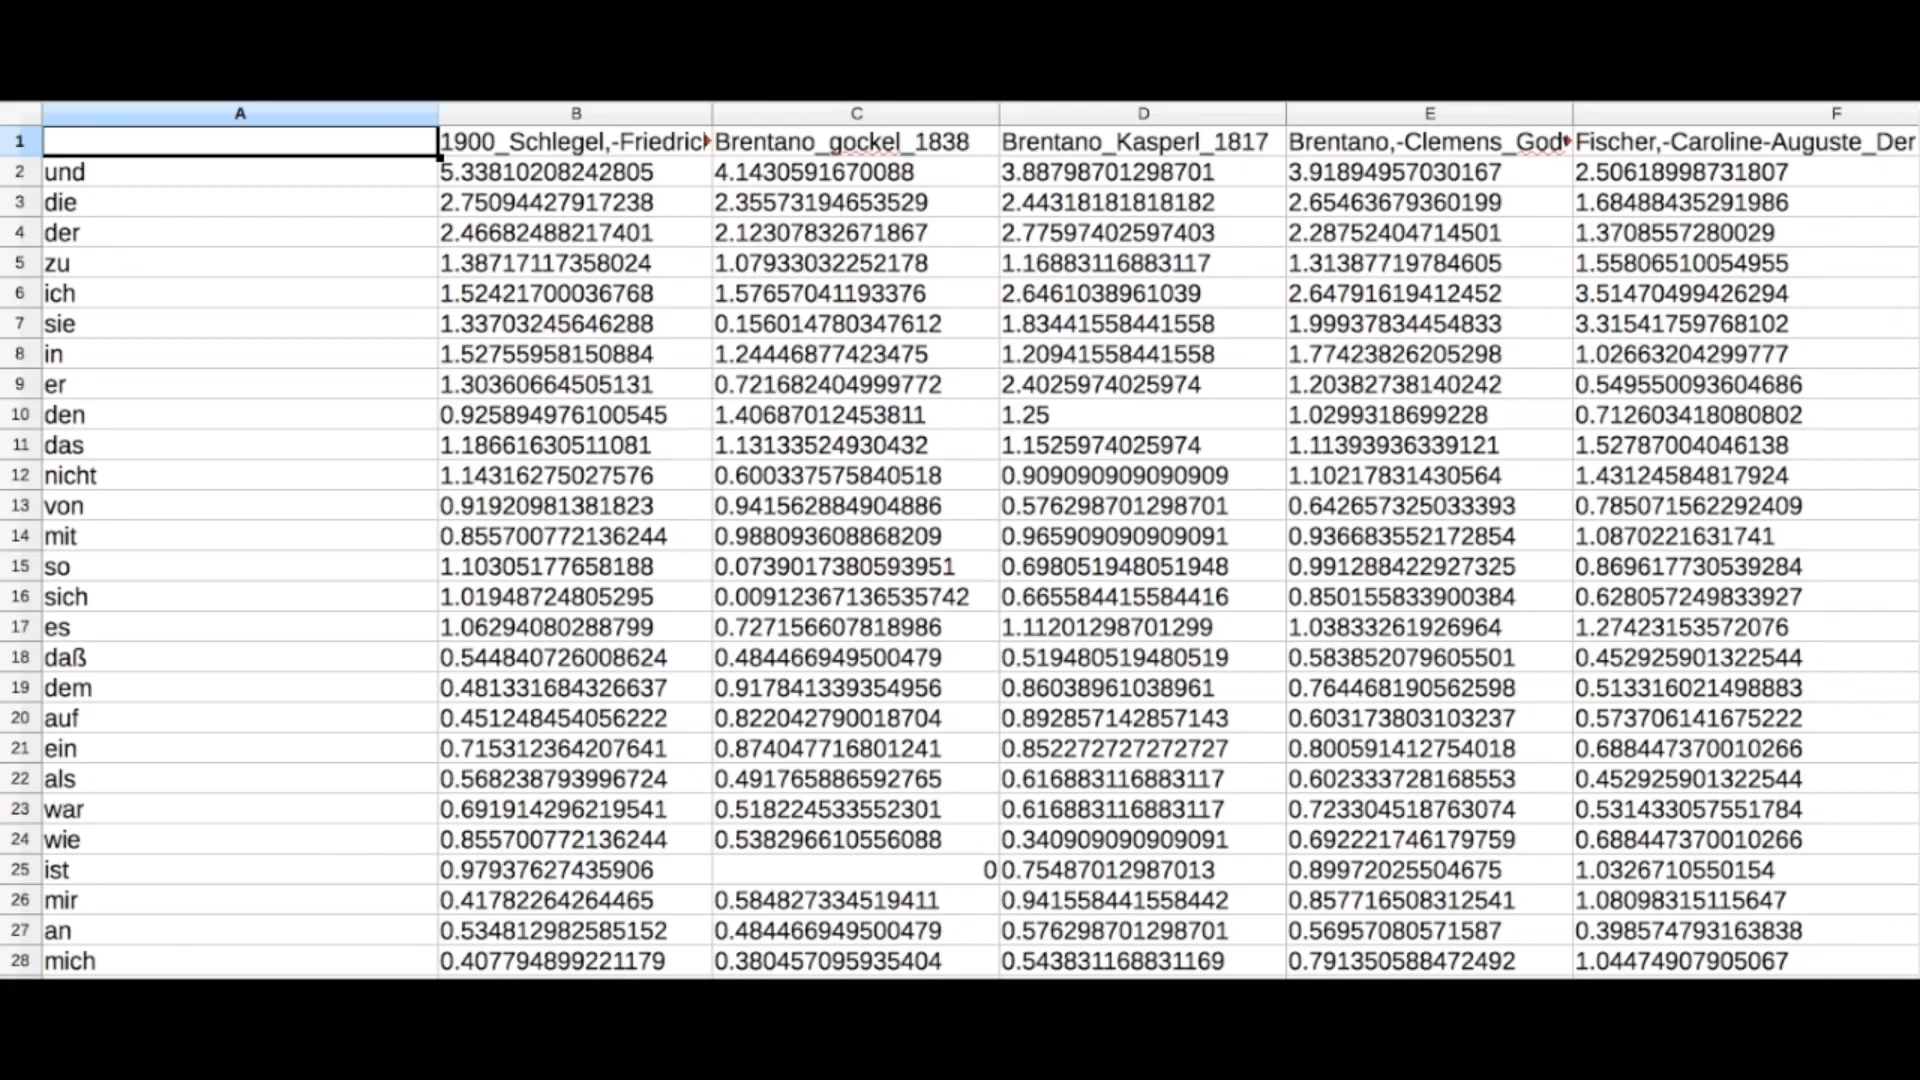 A B C D E F
1 1900_Schlegel,-Friedric Brentano_gockel_1838 Brentano_Kasperl_1817 Brentano,-Clemens_God Fischer,-Caroline-Auguste_Der
2 und 5.33810208242805 4.1430591670088 3.88798701298701 3.91894957030167 2.50618998731807
3 die 2.75094427917238 2.35573194653529 2.44318181818182 2.65463679360199 1.68488435291986
4 der 2.46682488217401 2.12307832671867 2.77597402597403 2.28752404714501 1.3708557280029
5 zu 1.38717117358024 1.07933032252178 1.16883116883117 1.31387719784605 1.55806510054955
6 ich 1.52421700036768 1.57657041193376 2.6461038961039 2.64791619412452 3.51470499426294
7 sie 1.33703245646288 0.156014780347612 1.83441558441558 1.99937834454833 3.31541759768102
8 in 1.52755958150884 1.24446877423475 1.20941558441558 1.77423826205298 1.02663204299777
9 er 1.30360664505131 0.721682404999772 2.4025974025974 1.20382738140242 0.549550093604686
10 den 0.925894976100545 1.40687012453811 1.25 1.0299318699228 0.712603418080802
11 das 1.18661630511081 1.13133524930432 1.1525974025974 1.11393936339121 1.52787004046138
12 nicht 1.14316275027576 0.600337575840518 0.909090909090909 1.10217831430564 1.43124584817924
13 von 0.91920981381823 0.941562884904886 0.576298701298701 0.642657325033393 0.785071562292409
14 mit 0.855700772136244 0.988093608868209 0.965909090909091 0.936683552172854 1.0870221631741
15 so 1.10305177658188 0.0739017380593951 0.698051948051948 0.991288422927325 0.869617730539284
16 sich 1.01948724805295 0.00912367136535742 0.665584415584416 0.850155833900384 0.628057249833927
17 es 1.06294080288799 0.727156607818986 1.11201298701299 1.03833261926964 1.27423153572076
18 daß 0.544840726008624 0.484466949500479 0.519480519480519 0.583852079605501 0.452925901322544
19 dem 0.481331684326637 0.917841339354956 0.86038961038961 0.764468190562598 0.513316021498883
20 auf 0.451248454056222 0.822042790018704 0.892857142857143 0.603173803103237 0.573706141675222
21 ein 0.715312364207641 0.874047716801241 0.852272727272727 0.800591412754018 0.688447370010266
22 als 0.568238793996724 0.491765886592765 0.616883116883117 0.602333728168553 0.452925901322544
23 war 0.691914296219541 0.518224533552301 0.616883116883117 0.723304518763074 0.531433057551784
24 wie 0.855700772136244 0.538296610556088 0.340909090909091 0.692221746179759 0.688447370010266
25 ist 0.97937627435906 0 0.75487012987013 0.89972025504675 1.0326710550154
26 mir 0.41782264264465 0.584827334519411 0.941558441558442 0.857716508312541 1.08098315115647
27 an 0.534812982585152 0.484466949500479 0.576298701298701 0.56957080571587 0.398574793163838
28 mich 0.407794899221179 0.380457095935404 0.543831168831169 0.791350588472492 1.04474907905067